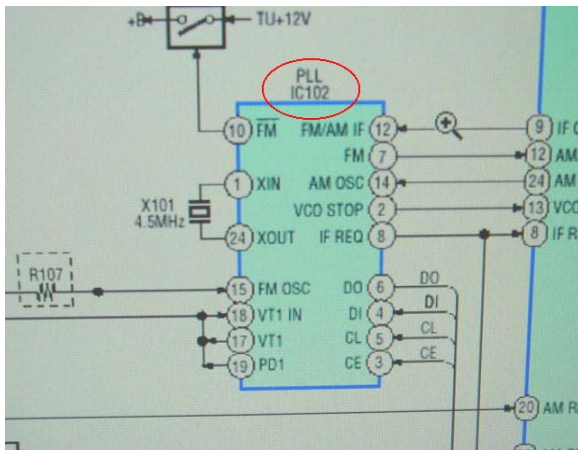 +B
TU+12V
PLL
IC102
10 FM
FM/AM IF 12
9 IF
FM 7
12 AM
1 XIN
AM OSC 14
24 AM
X101
4.5MHz
VCO STOP 2
13 VCO
24 XOUT
IF REQ 8
8 IF R
R107
15 FM OSC
DO 6
DO
18 VT1 IN
DI 4
DI
17 VT1
CL 5
CL
19 PD1
CE 3
CE
20 AM R